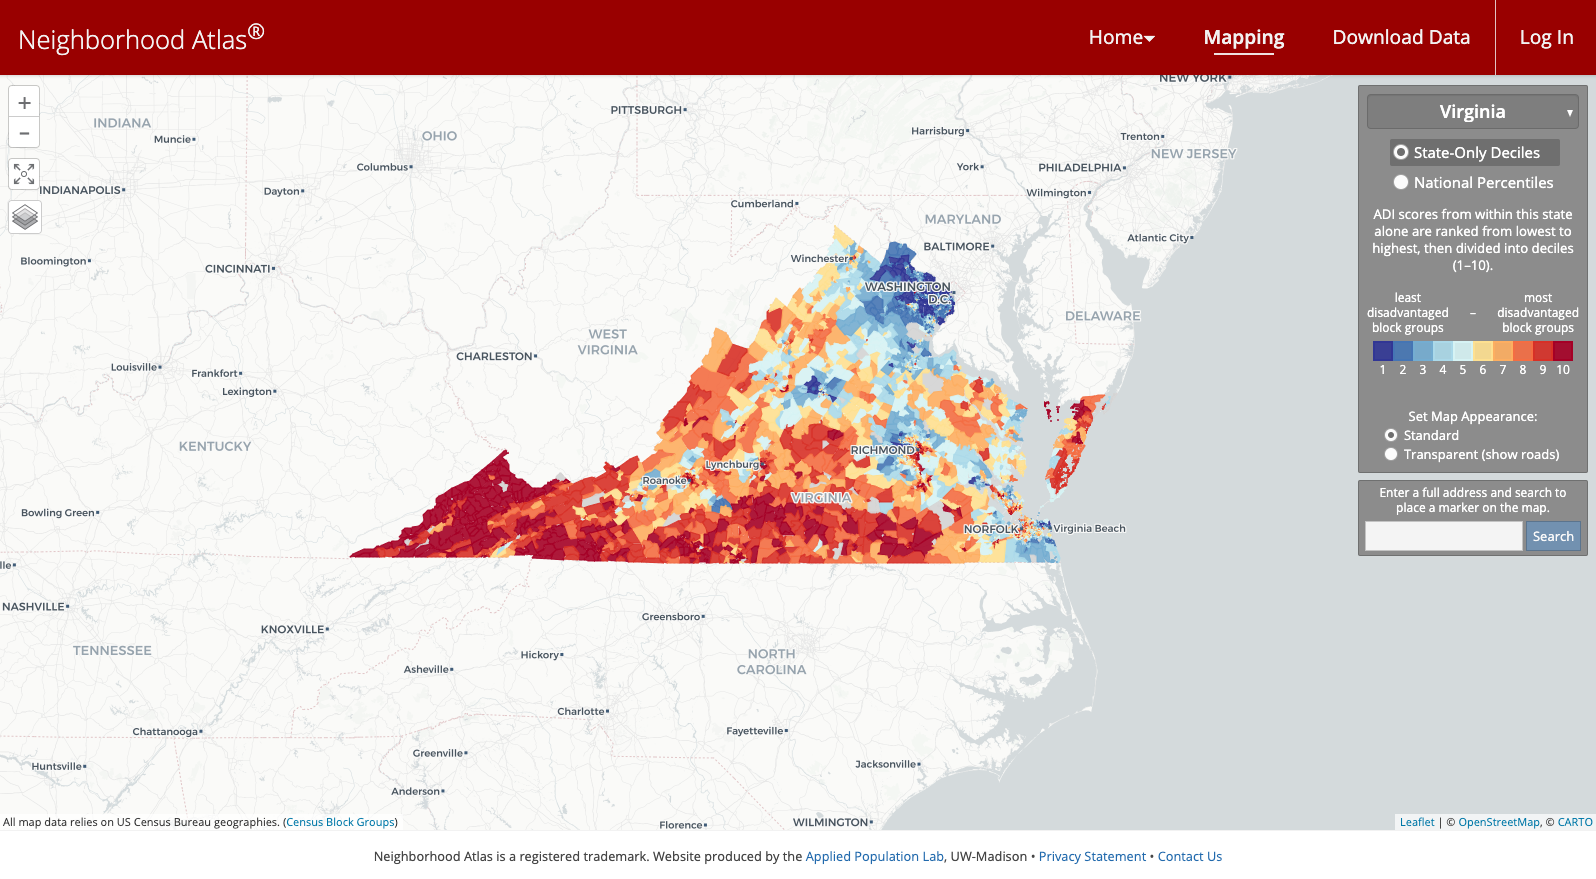 Neighborhood Atlas®
Home
Mapping
Download Data
Log In
+
−
Virginia
State-Only Deciles
National Percentiles
ADI scores from within this state
alone are ranked from lowest to
highest, then divided into deciles
(1–10).
least
disadvantaged
block groups
–
most
disadvantaged
block groups
1 2 3 4 5 6 7 8 9 10
Set Map Appearance:
Standard
Transparent (show roads)
Enter a full address and search to
place a marker on the map.
Search
NEW YORK
PITTSBURGH
INDIANA
Muncie
OHIO
Harrisburg
Trenton
NEW JERSEY
Columbus
York
PHILADELPHIA
INDIANAPOLIS
Dayton
Wilmington
Cumberland
MARYLAND
BALTIMORE
Atlantic City
Bloomington
CINCINNATI
Winchester
WASHINGTON
D.C.
DELAWARE
WEST
VIRGINIA
CHARLESTON
Louisville
Frankfort
Lexington
KENTUCKY
RICHMOND
Lynchburg
Roanoke
VIRGINIA
Bowling Green
NORFOLK
Virginia Beach
lle
NASHVILLE
Greensboro
KNOXVILLE
TENNESSEE
Hickory
NORTH
CAROLINA
Asheville
Charlotte
Chattanooga
Fayetteville
Greenville
Huntsville
Jacksonville
Anderson
Florence
WILMINGTON
All map data relies on US Census Bureau geographies. (Census Block Groups)
Leaflet | © OpenStreetMap, © CARTO
Neighborhood Atlas is a registered trademark. Website produced by the Applied Population Lab, UW-Madison • Privacy Statement • Contact Us